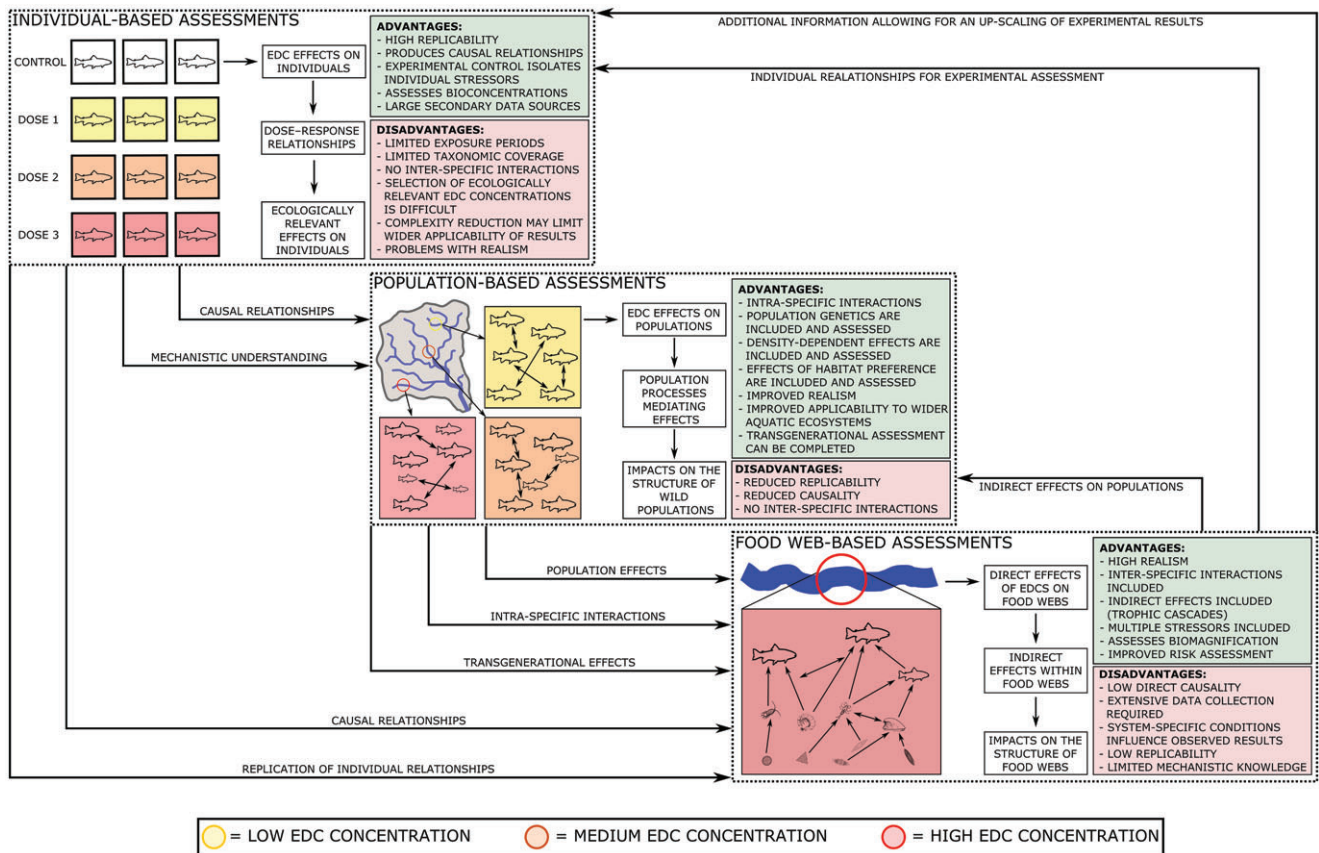 INDIVIDUAL-BASED ASSESSMENTS
CONTROL
DOSE 1
DOSE 2
DOSE 3
EDC EFFECTS ON
INDIVIDUALS
DOSE–RESPONSE
RELATIONSHIPS
ECOLOGICALLY
RELEVANT
EFFECTS ON
INDIVIDUALS
ADVANTAGES:
- HIGH REPLICABILITY
- PRODUCES CAUSAL RELATIONSHIPS
- EXPERIMENTAL CONTROL ISOLATES
INDIVIDUAL STRESSORS
- ASSESSES BIOCONCENTRATIONS
- LARGE SECONDARY DATA SOURCES
DISADVANTAGES:
- LIMITED EXPOSURE PERIODS
- LIMITED TAXONOMIC COVERAGE
- NO INTER-SPECIFIC INTERACTIONS
- SELECTION OF ECOLOGICALLY
RELEVANT EDC CONCENTRATIONS
IS DIFFICULT
- COMPLEXITY REDUCTION MAY LIMIT
WIDER APPLICABILITY OF RESULTS
- PROBLEMS WITH REALISM
ADDITIONAL INFORMATION ALLOWING FOR AN UP-SCALING OF EXPERIMENTAL RESULTS
INDIVIDUAL REALATIONSHIPS FOR EXPERIMENTAL ASSESSMENT
CAUSAL RELATIONSHIPS
MECHANISTIC UNDERSTANDING
POPULATION-BASED ASSESSMENTS
EDC EFFECTS ON
POPULATIONS
POPULATION
PROCESSES
MEDIATING
EFFECTS
IMPACTS ON THE
STRUCTURE OF
WILD
POPULATIONS
ADVANTAGES:
- INTRA-SPECIFIC INTERACTIONS
- POPULATION GENETICS ARE
INCLUDED AND ASSESSED
- DENSITY-DEPENDENT EFFECTS ARE
INCLUDED AND ASSESSED
- EFFECTS OF HABITAT PREFERENCE
ARE INCLUDED AND ASSESSED
- IMPROVED REALISM
- IMPROVED APPLICABILITY TO WIDER
AQUATIC ECOSYSTEMS
- TRANSGENERATIONAL ASSESSMENT
CAN BE COMPLETED
DISADVANTAGES:
- REDUCED REPLICABILITY
- REDUCED CAUSALITY
- NO INTER-SPECIFIC INTERACTIONS
INDIRECT EFFECTS ON POPULATIONS
POPULATION EFFECTS
INTRA-SPECIFIC INTERACTIONS
TRANSGENERATIONAL EFFECTS
CAUSAL RELATIONSHIPS
REPLICATION OF INDIVIDUAL RELATIONSHIPS
FOOD WEB-BASED ASSESSMENTS
DIRECT EFFECTS
OF EDCS ON
FOOD WEBS
INDIRECT
EFFECTS WITHIN
FOOD WEBS
IMPACTS ON THE
STRUCTURE OF
FOOD WEBS
ADVANTAGES:
- HIGH REALISM
- INTER-SPECIFIC INTERACTIONS
INCLUDED
- INDIRECT EFFECTS INCLUDED
(TROPHIC CASCADES)
- MULTIPLE STRESSORS INCLUDED
- ASSESSES BIOMAGNIFICATION
- IMPROVED RISK ASSESSMENT
DISADVANTAGES:
- LOW DIRECT CAUSALITY
- EXTENSIVE DATA COLLECTION
REQUIRED
- SYSTEM-SPECIFIC CONDITIONS
INFLUENCE OBSERVED RESULTS
- LOW REPLICABILITY
- LIMITED MECHANISTIC KNOWLEDGE
= LOW EDC CONCENTRATION
= MEDIUM EDC CONCENTRATION
= HIGH EDC CONCENTRATION